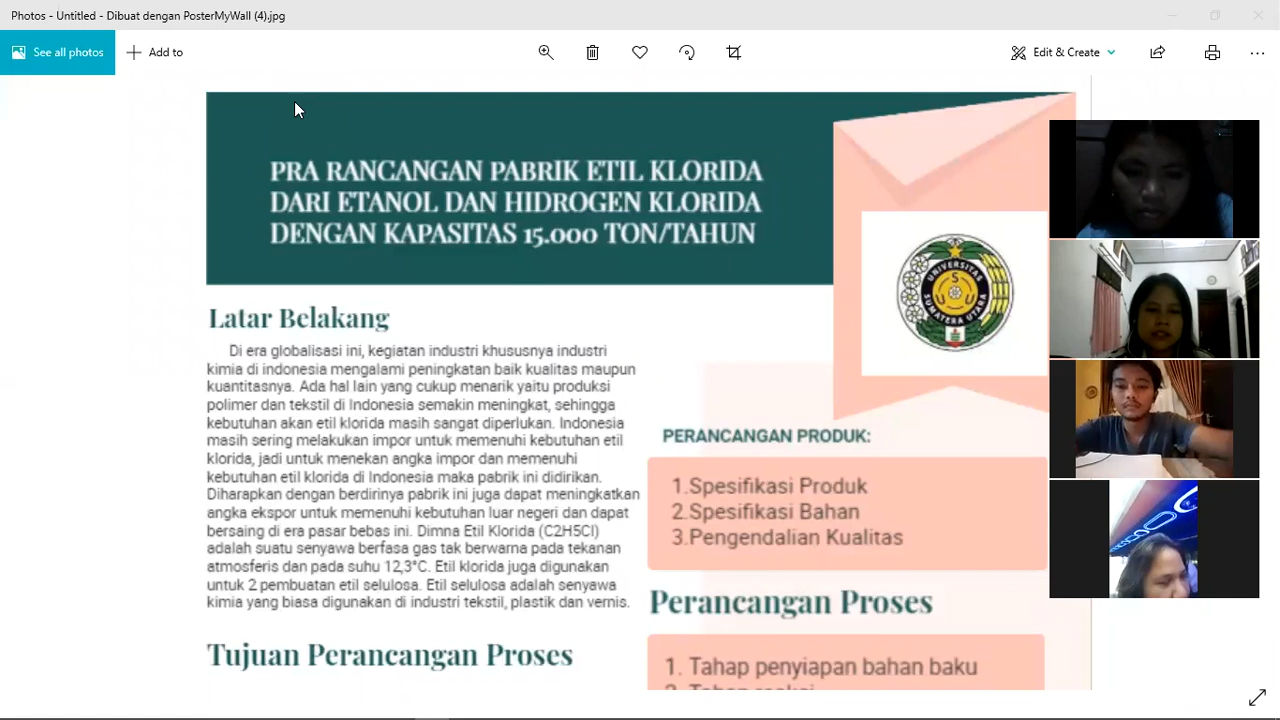 Photos - Untitled - Dibuat dengan PosterMyWall (4).jpg
See all photos
Add to
Edit & Create
PRA RANCANGAN PABRIK ETIL KLORIDA
DARI ETANOL DAN HIDROGEN KLORIDA
DENGAN KAPASITAS 15.000 TON/TAHUN
UNIVERSITAS
SUMATERA UTARA
USU
Latar Belakang
Di era globalisasi ini, kegiatan industri khususnya industri
kimia di indonesia mengalami peningkatan baik kualitas maupun
kuantitasnya. Ada hal lain yang cukup menarik yaitu produksi
polimer dan tekstil di Indonesia semakin meningkat, sehingga
kebutuhan akan etil klorida masih sangat diperlukan. Indonesia
masih sering melakukan impor untuk memenuhi kebutuhan etil
klorida, jadi untuk menekan angka impor dan memenuhi
kebutuhan etil klorida di Indonesia maka pabrik ini didirikan.
Diharapkan dengan berdirinya pabrik ini juga dapat meningkatkan
angka ekspor untuk memenuhi kebutuhan luar negeri dan dapat
bersaing di era pasar bebas ini. Dimna Etil Klorida (C2H5Cl)
adalah suatu senyawa berfasa gas tak berwarna pada tekanan
atmosferis dan pada suhu 12,3°C. Etil klorida juga digunakan
untuk 2 pembuatan etil selulosa. Etil selulosa adalah senyawa
kimia yang biasa digunakan di industri tekstil, plastik dan vernis.
Tujuan Perancangan Proses
PERANCANGAN PRODUK:
1.Spesifikasi Produk
2.Spesifikasi Bahan
3.Pengendalian Kualitas
Perancangan Proses
1. Tahap penyiapan bahan baku
2. Tahap reaksi